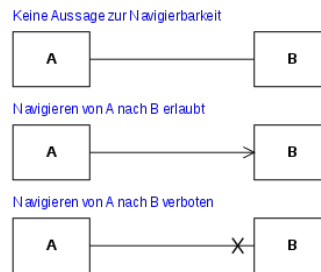 Keine Aussage zur Navigierbarkeit
A B
Navigieren von A nach B erlaubt
A B
Navigieren von A nach B verboten
A B